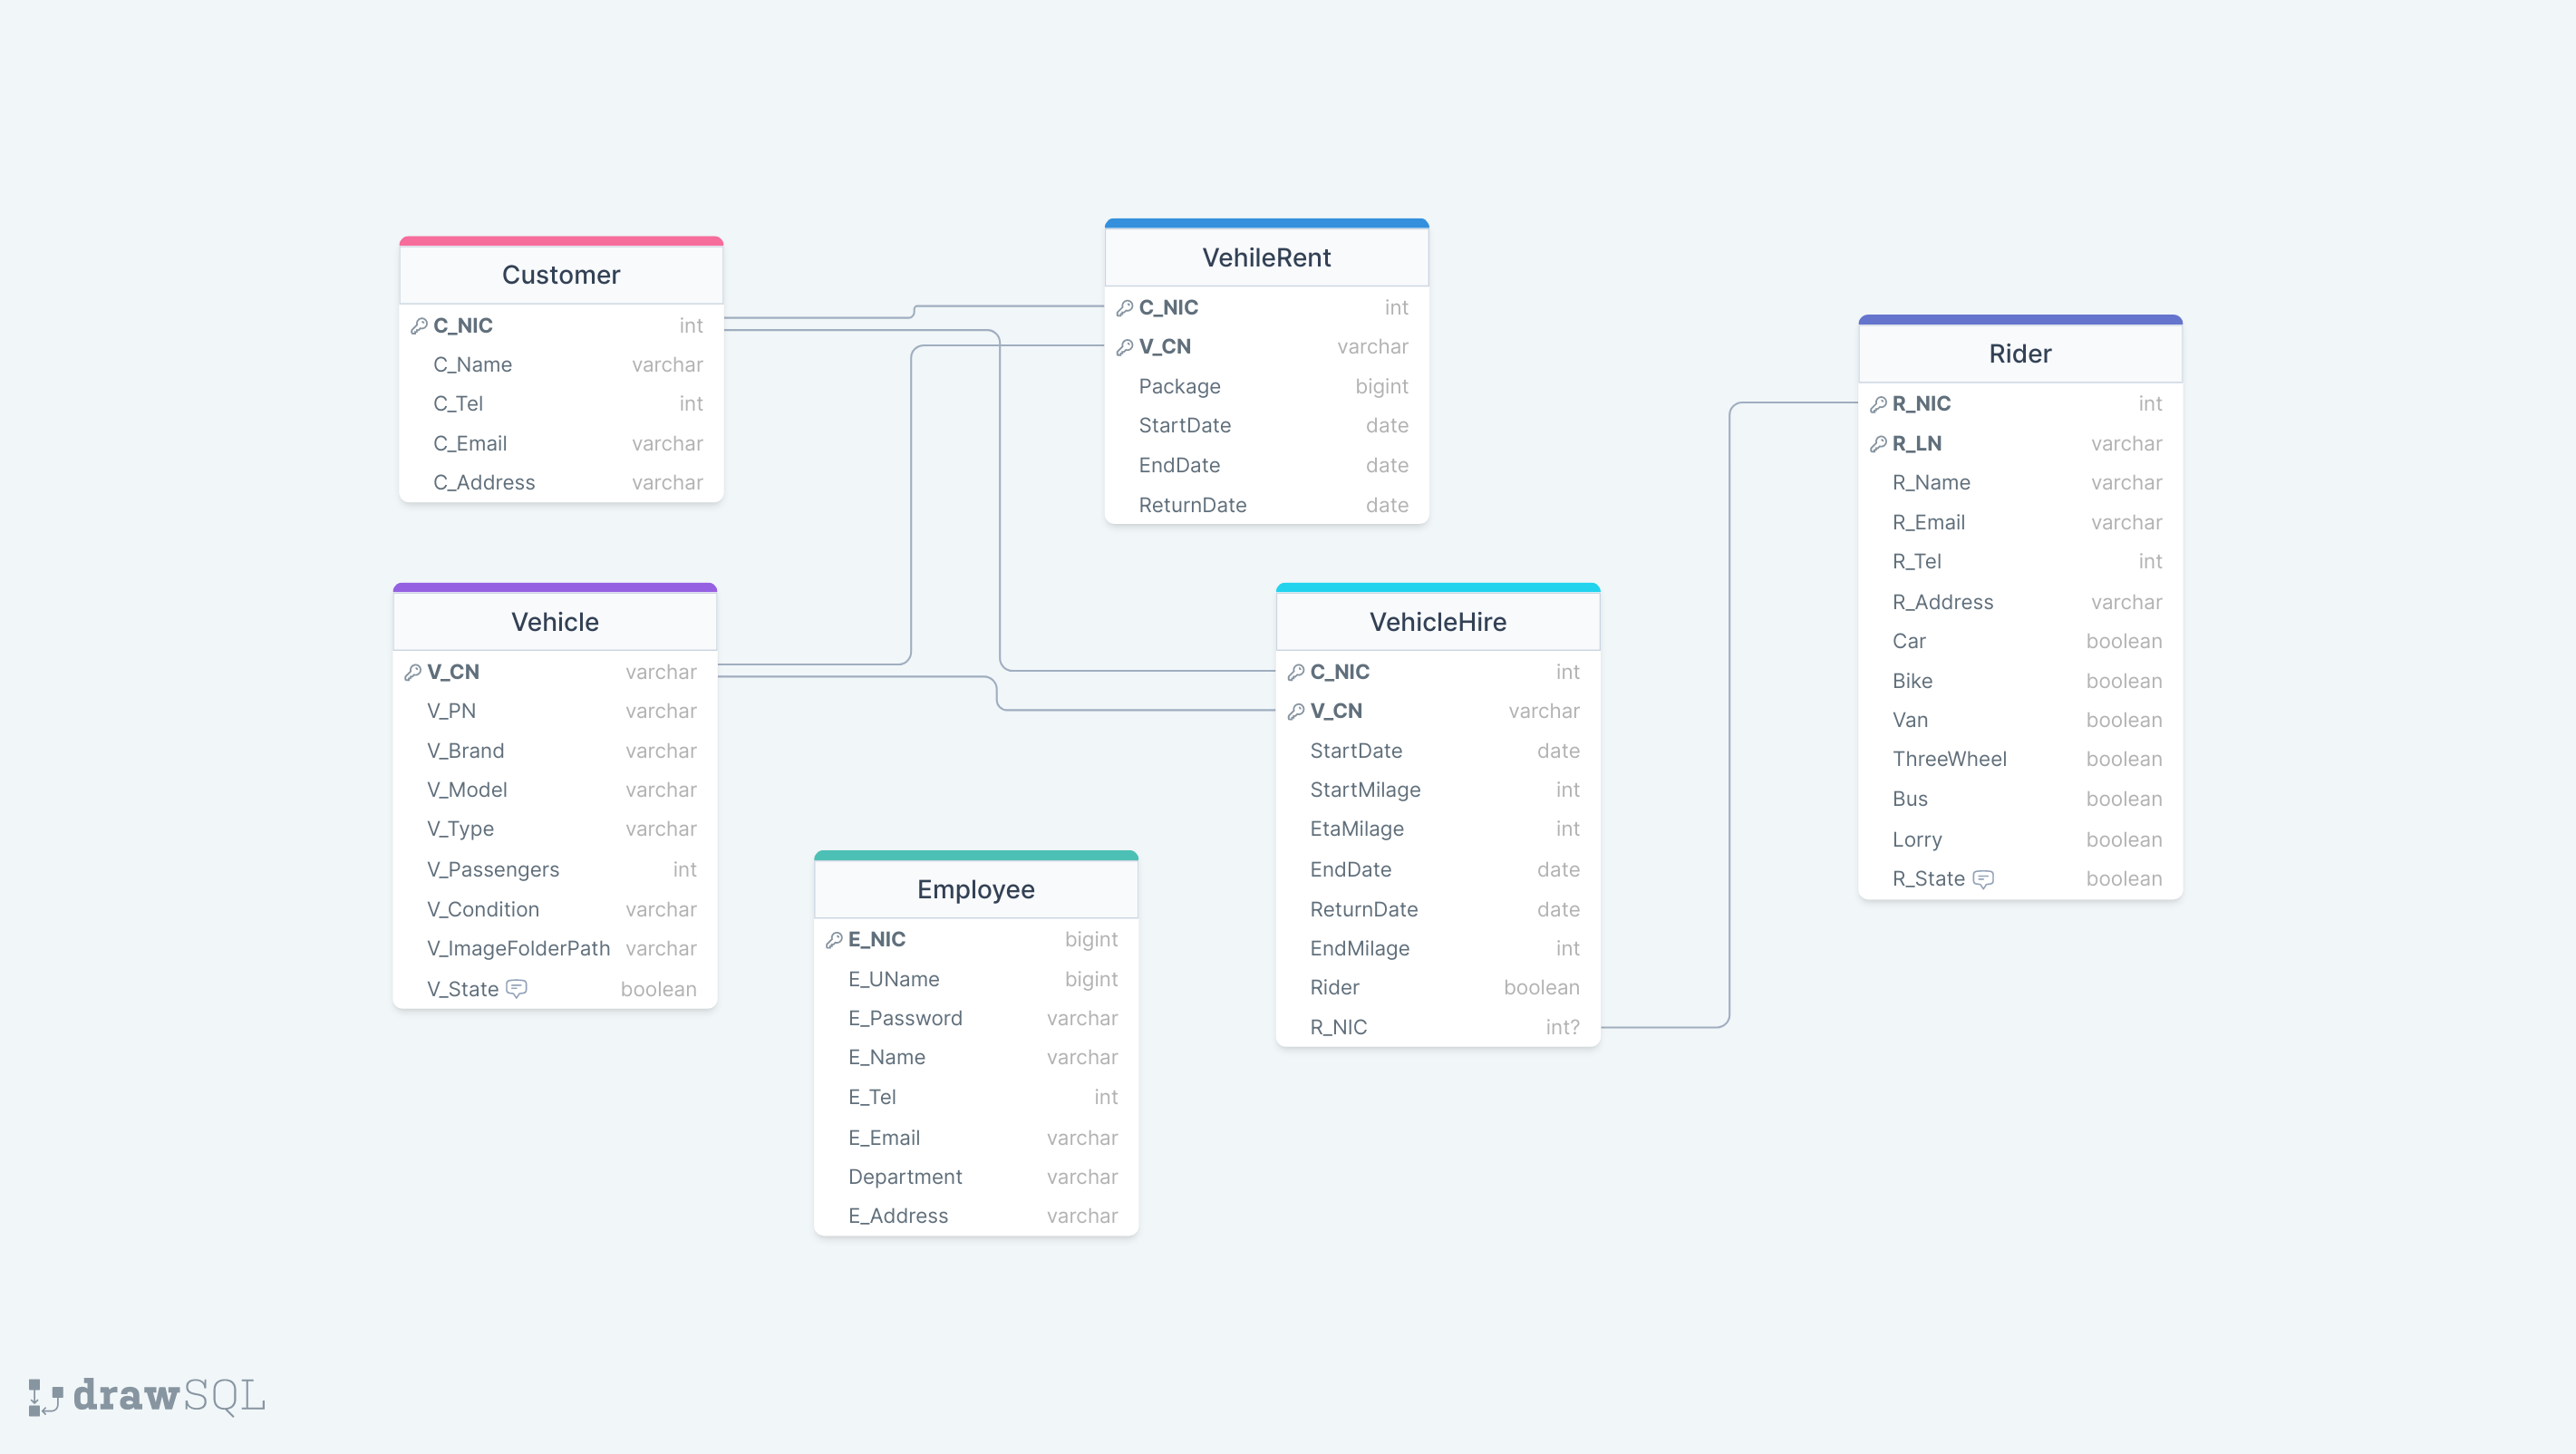 Customer
C_NIC int
C_Name varchar
C_Tel int
C_Email varchar
C_Address varchar
VehileRent
C_NIC int
V_CN varchar
Package bigint
StartDate date
EndDate date
ReturnDate date
Rider
R_NIC int
R_LN varchar
R_Name varchar
R_Email varchar
R_Tel int
R_Address varchar
Car boolean
Bike boolean
Van boolean
ThreeWheel boolean
Bus boolean
Lorry boolean
R_State boolean
Vehicle
V_CN varchar
V_PN varchar
V_Brand varchar
V_Model varchar
V_Type varchar
V_Passengers int
V_Condition varchar
V_ImageFolderPath varchar
V_State boolean
VehicleHire
C_NIC int
V_CN varchar
StartDate date
StartMilage int
EtaMilage int
EndDate date
ReturnDate date
EndMilage int
Rider boolean
R_NIC int?
Employee
E_NIC bigint
E_UName bigint
E_Password varchar
E_Name varchar
E_Tel int
E_Email varchar
Department varchar
E_Address varchar
drawSQL